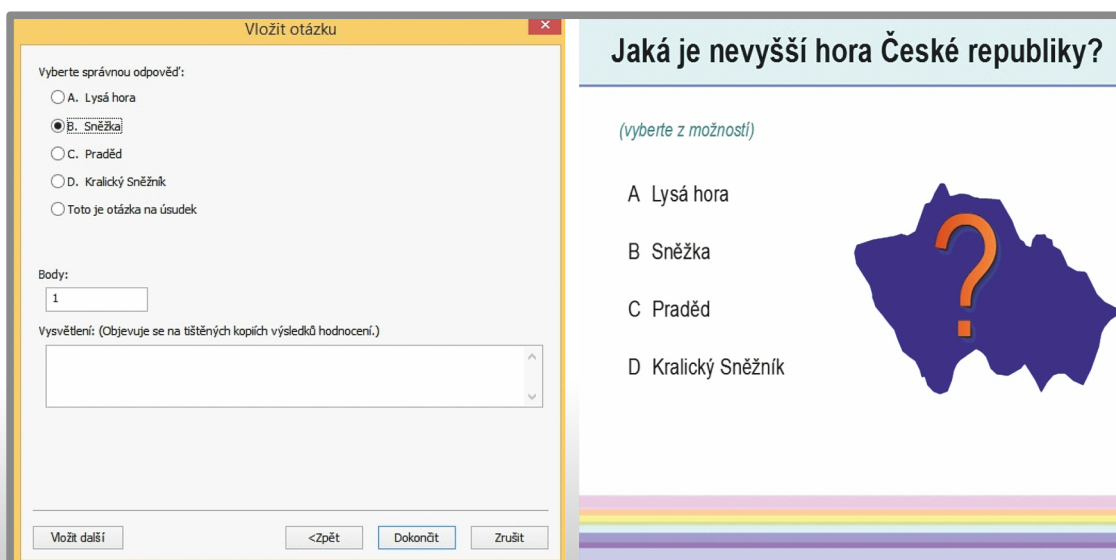 Vložit otázku
Vyberte správnou odpověď:
A. Lysá hora
B. Sněžka
C. Praděd
D. Kralický Sněžník
Toto je otázka na úsudek
Body:
1
Vysvětlení: (Objevuje se na tištěných kopiích výsledků hodnocení.)
Vložit další
<Zpět
Dokončit
Zrušit
Jaká je nevyšší hora České republiky?
(vyberte z možností)
A Lysá hora
B Sněžka
C Praděd
D Kralický Sněžník
?